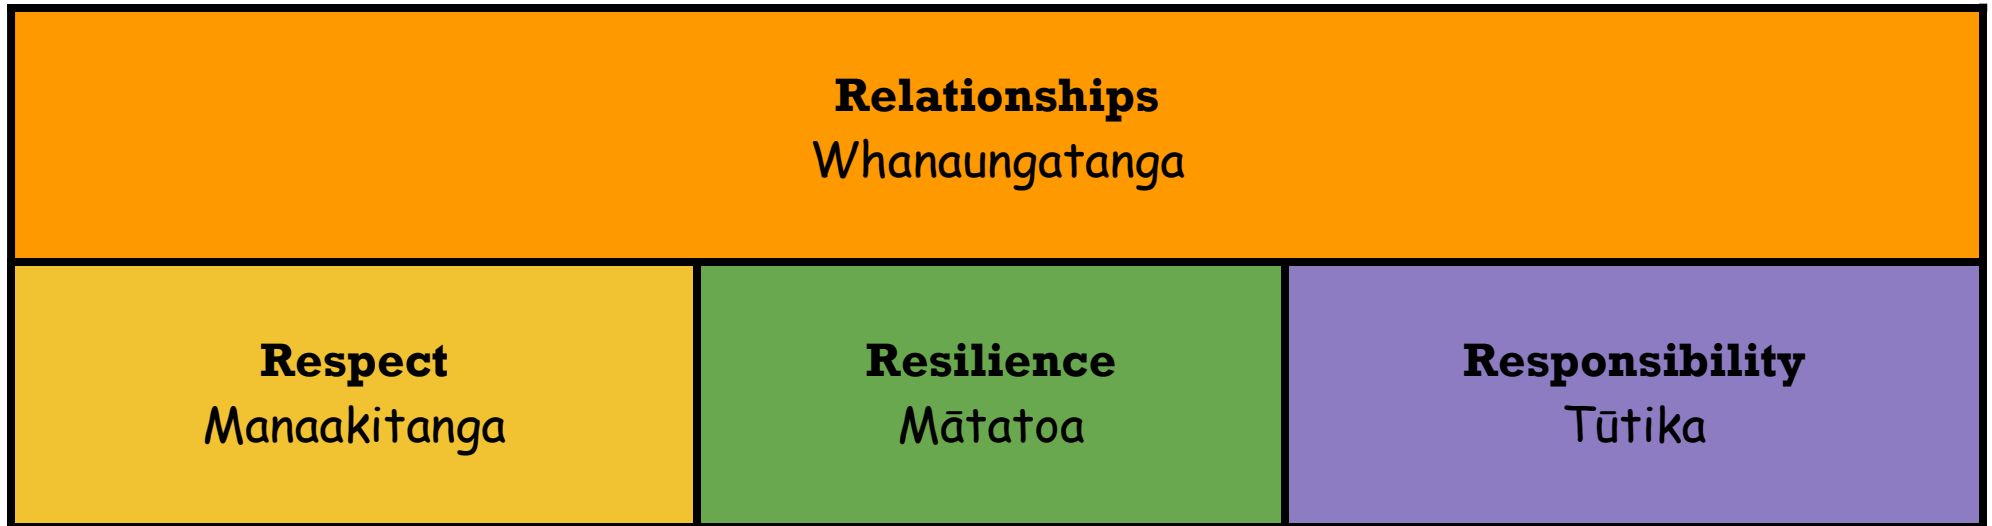 Relationships
Whanaungatanga
Respect
Manaakitanga
Resilience
Mātatoa
Responsibility
Tūtika